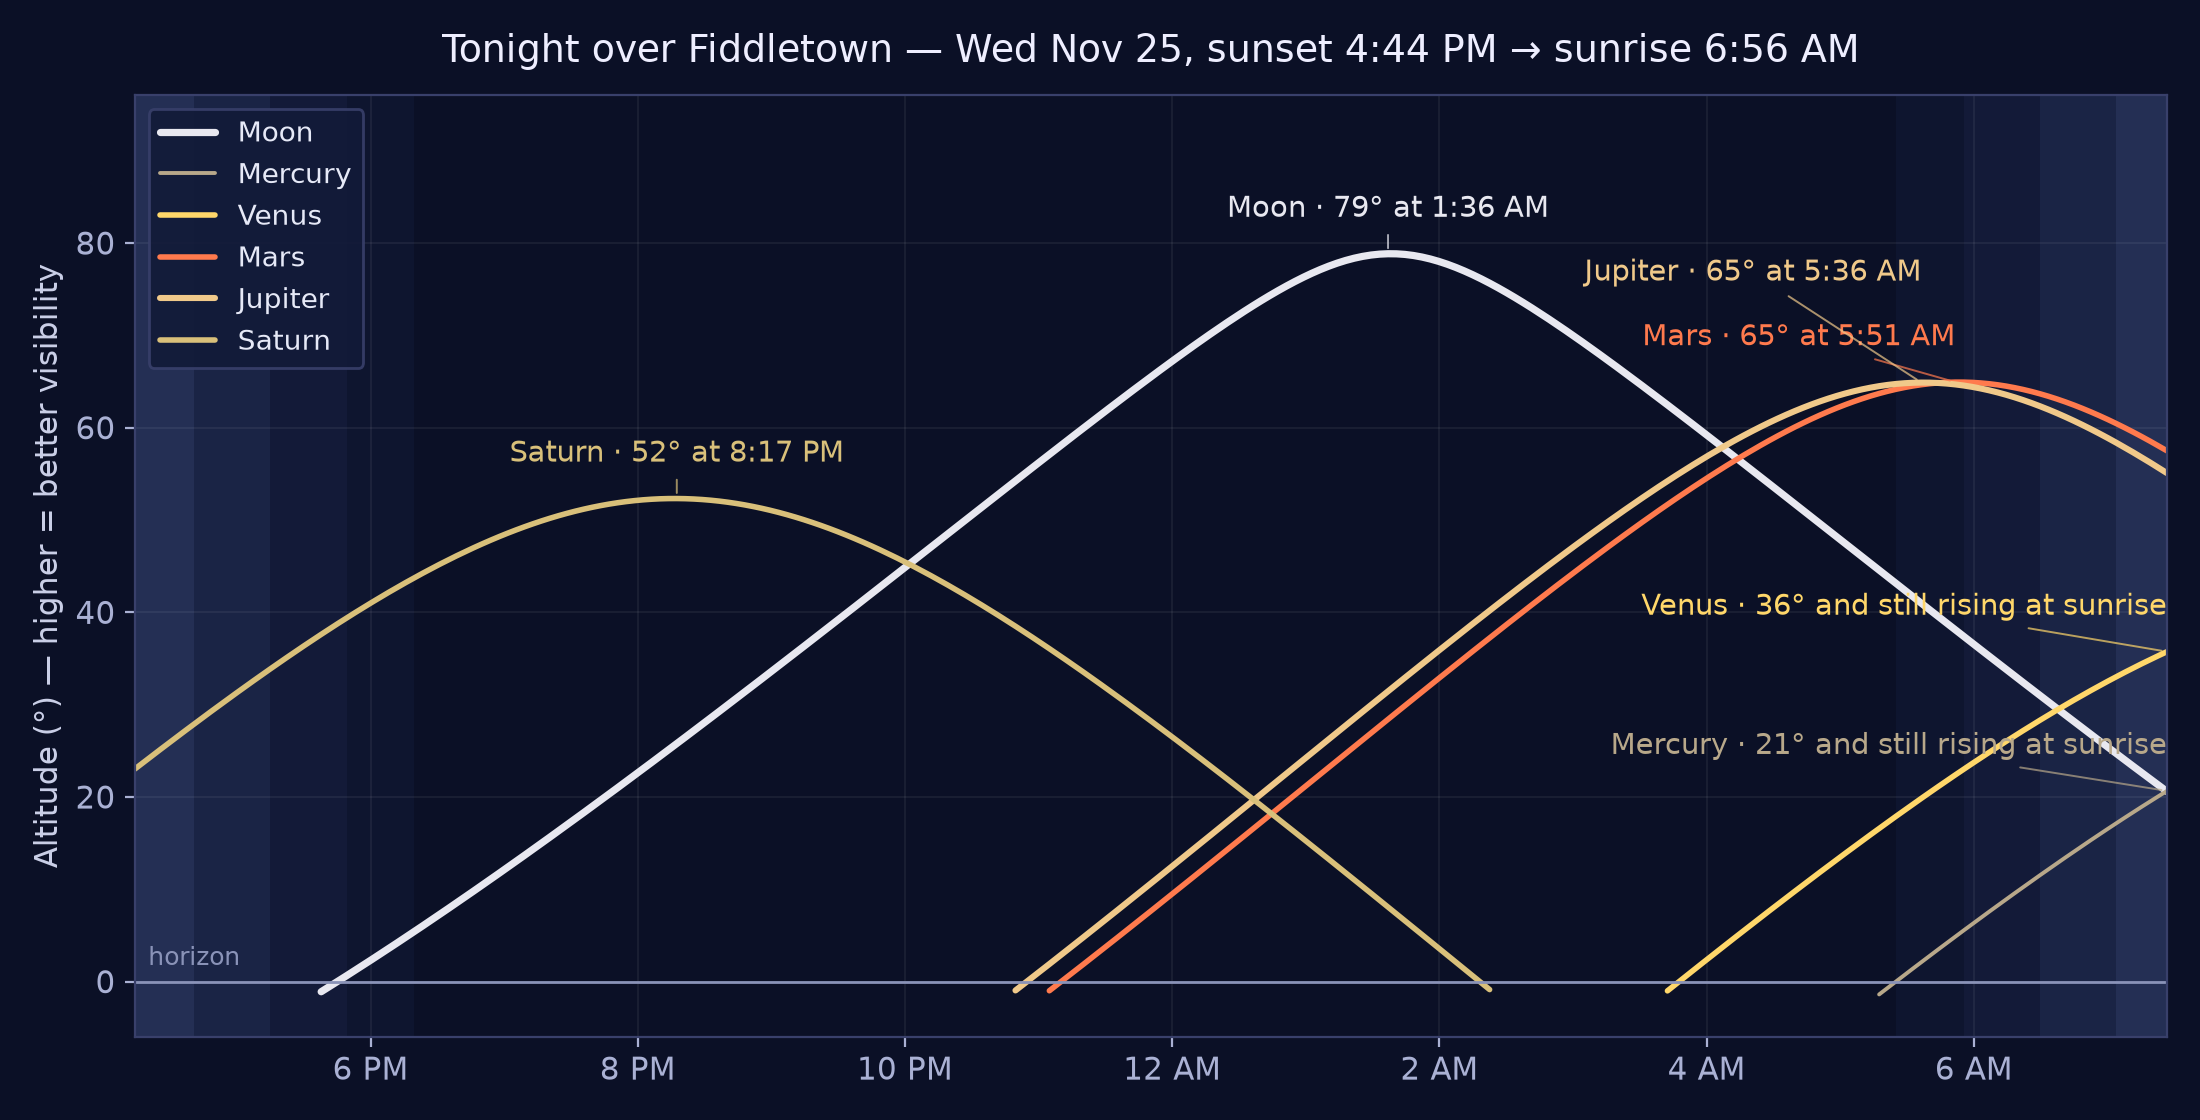 Tonight over Fiddletown — Wed Nov 25, sunset 4:44 PM → sunrise 6:56 AM
Moon
Mercury
Venus
Mars
Jupiter
Saturn
Moon · 79° at 1:36 AM
Jupiter · 65° at 5:36 AM
Mars · 65° at 5:51 AM
Saturn · 52° at 8:17 PM
Venus · 36° and still rising at sunrise
Mercury · 21° and still rising at sunrise
horizon
Altitude (°) — higher = better visibility
80
60
40
20
0
6 PM
8 PM
10 PM
12 AM
2 AM
4 AM
6 AM